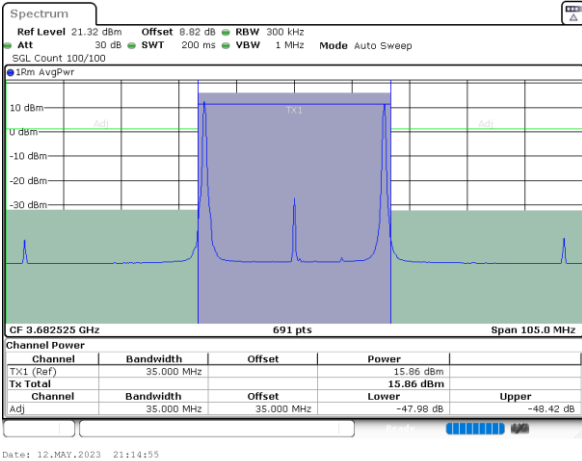 Spectrum
Ref Level 21.32 dBm Offset 8.82 dB RBW 300 kHz
Att 30 dB SWT 200 ms VBW 1 MHz Mode Auto Sweep
SGL Count 100/100
1Rm AvgPwr
10 dBm
TX1
Adj Adj
0 dBm
-10 dBm
-20 dBm
-30 dBm
CF 3.682525 GHz 691 pts Span 105.0 MHz
Channel Power
Channel Bandwidth Offset Power
TX1 (Ref) 35.000 MHz 15.86 dBm
Tx Total 15.86 dBm
Channel Bandwidth Offset Lower Upper
Adj 35.000 MHz 35.000 MHz -47.98 dB -48.42 dB
Ready
Date: 12.MAY.2023 21:14:55